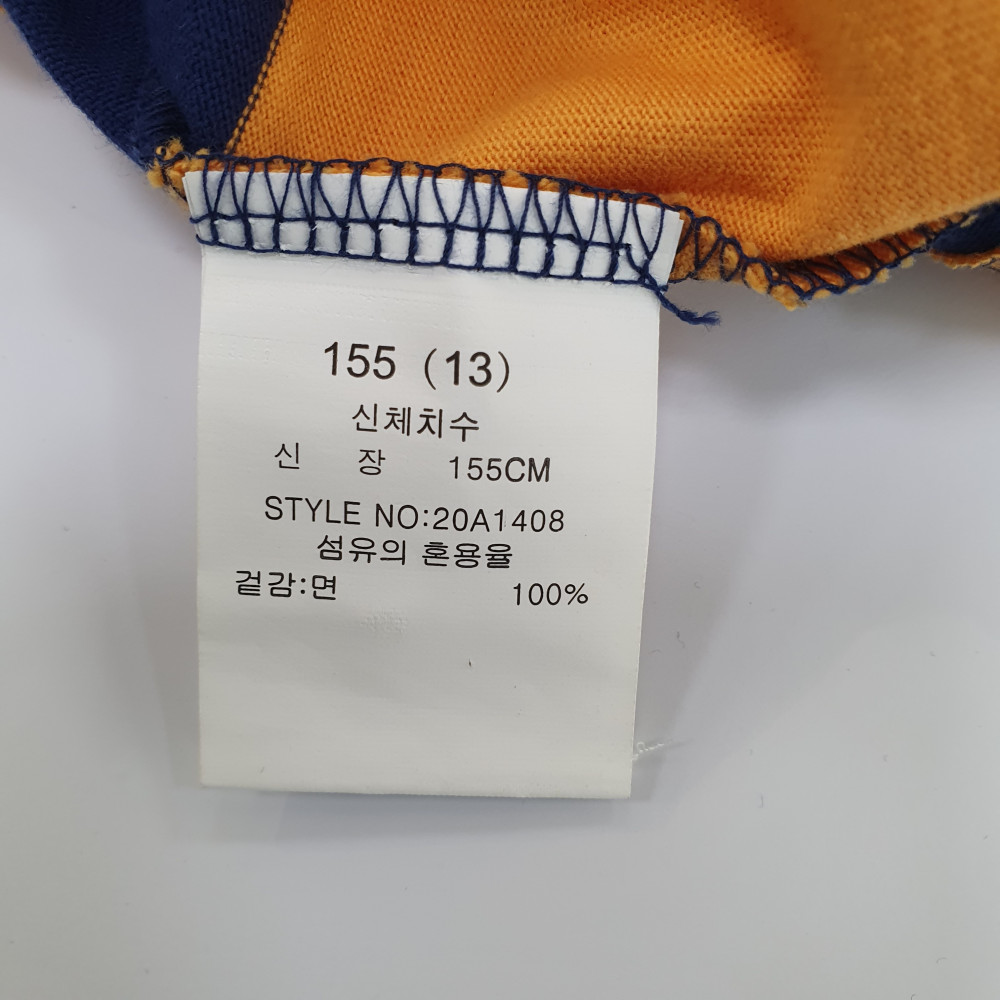 155 (13)
신체치수
신 장 155CM
STYLE NO:20A1408
섬유의 혼용율
겉감:면 100%